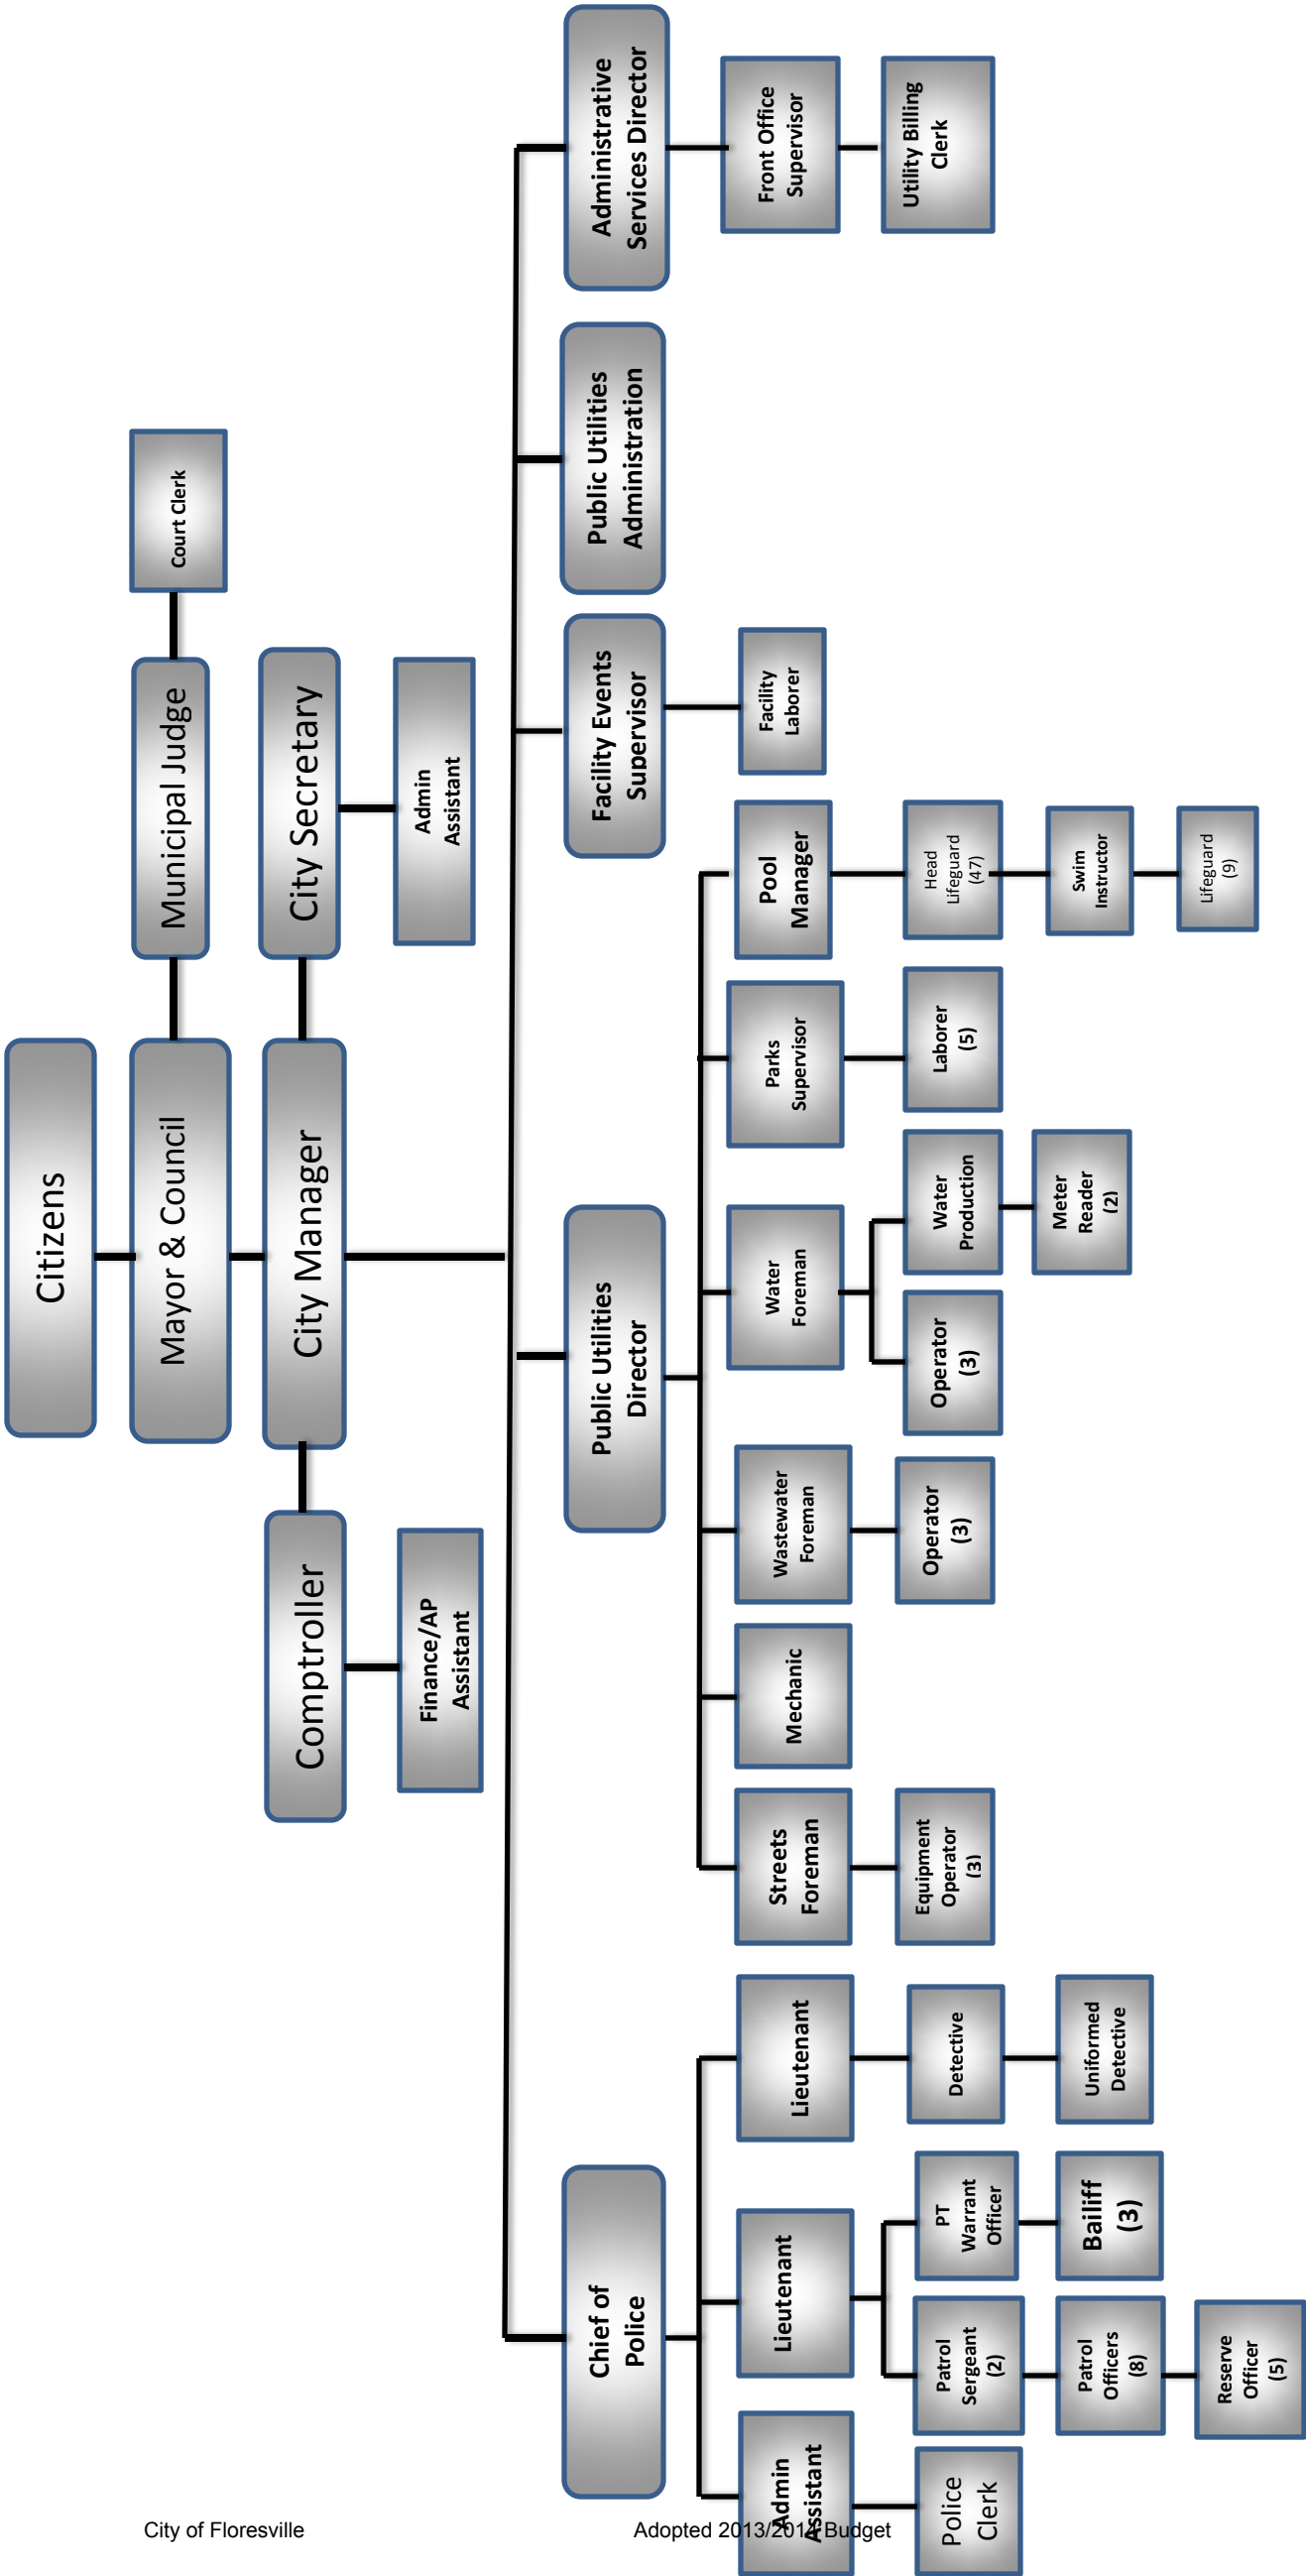 Citizens
Mayor & Council
Municipal Judge
Court Clerk
City Manager
City Secretary
Admin
Assistant
Comptroller
Finance/AP
Assistant
Chief of
Police
Public Utilities
Director
Facility Events
Supervisor
Public Utilities
Administration
Administrative
Services Director
Admin
Assistant
Lieutenant
Lieutenant
Streets
Foreman
Mechanic
Wastewater
Foreman
Water
Foreman
Parks
Supervisor
Pool
Manager
Facility
Laborer
Front Office
Supervisor
Police
Clerk
Patrol
Sergeant
(2)
PT
Warrant
Officer
Detective
Equipment
Operator
(3)
Operator
(3)
Operator
(3)
Water
Production
Laborer
(5)
Head
Lifeguard
(47)
Utility Billing
Clerk
Patrol
Officers
(8)
Bailiff
(3)
Uniformed
Detective
Meter
Reader
(2)
Swim
Instructor
Reserve
Officer
(5)
Lifeguard
(9)
City of Floresville
Adopted 2013/2014 Budget